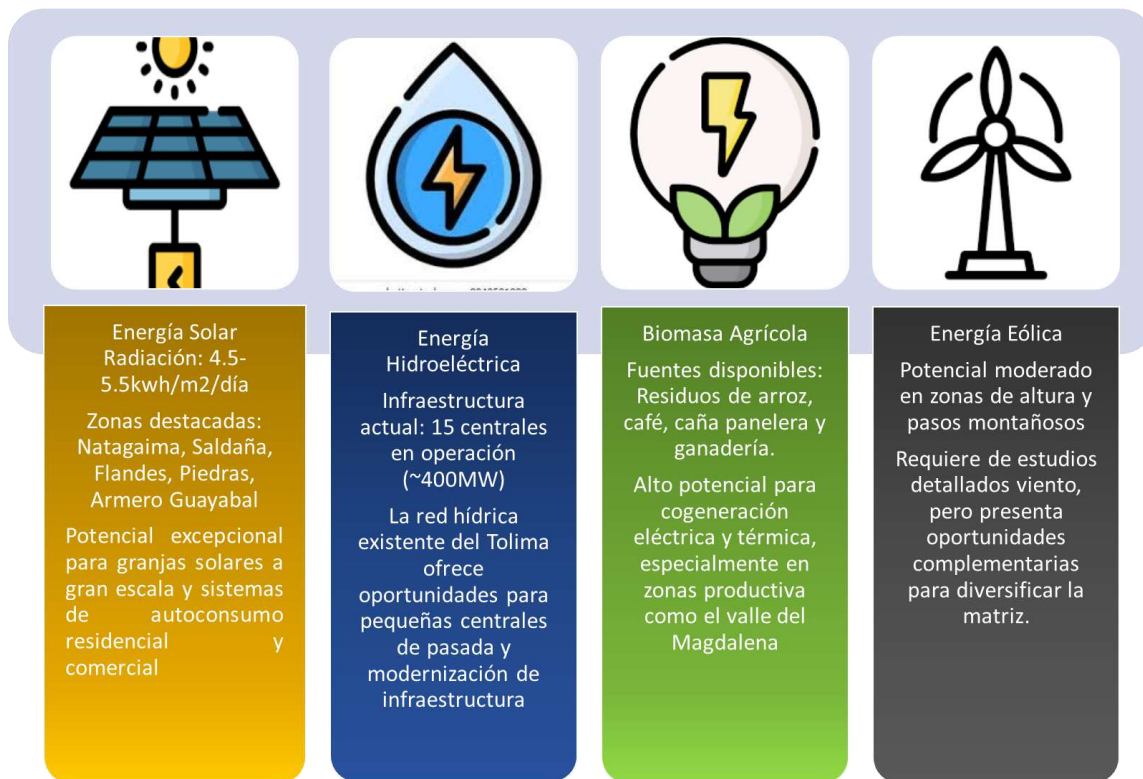 Energía Solar
Radiación: 4.5-
5.5kwh/m2/día
Zonas destacadas:
Natagaima, Saldaña,
Flandes, Piedras,
Armero Guayabal
Potencial excepcional
para granjas solares a
gran escala y sistemas
de autoconsumo
residencial y
comercial
Energía
Hidroeléctrica
Infraestructura
actual: 15 centrales
en operación
(~400MW)
La red hídrica
existente del Tolima
ofrece
oportunidades para
pequeñas centrales
de pasada y
modernización de
infraestructura
Biomasa Agrícola
Fuentes disponibles:
Residuos de arroz,
café, caña panelera y
ganadería.
Alto potencial para
cogeneración
eléctrica y térmica,
especialmente en
zonas productiva
como el valle del
Magdalena
Energía Eólica
Potencial moderado
en zonas de altura y
pasos montañosos
Requiere de estudios
detallados viento,
pero presenta
oportunidades
complementarias
para diversificar la
matriz.